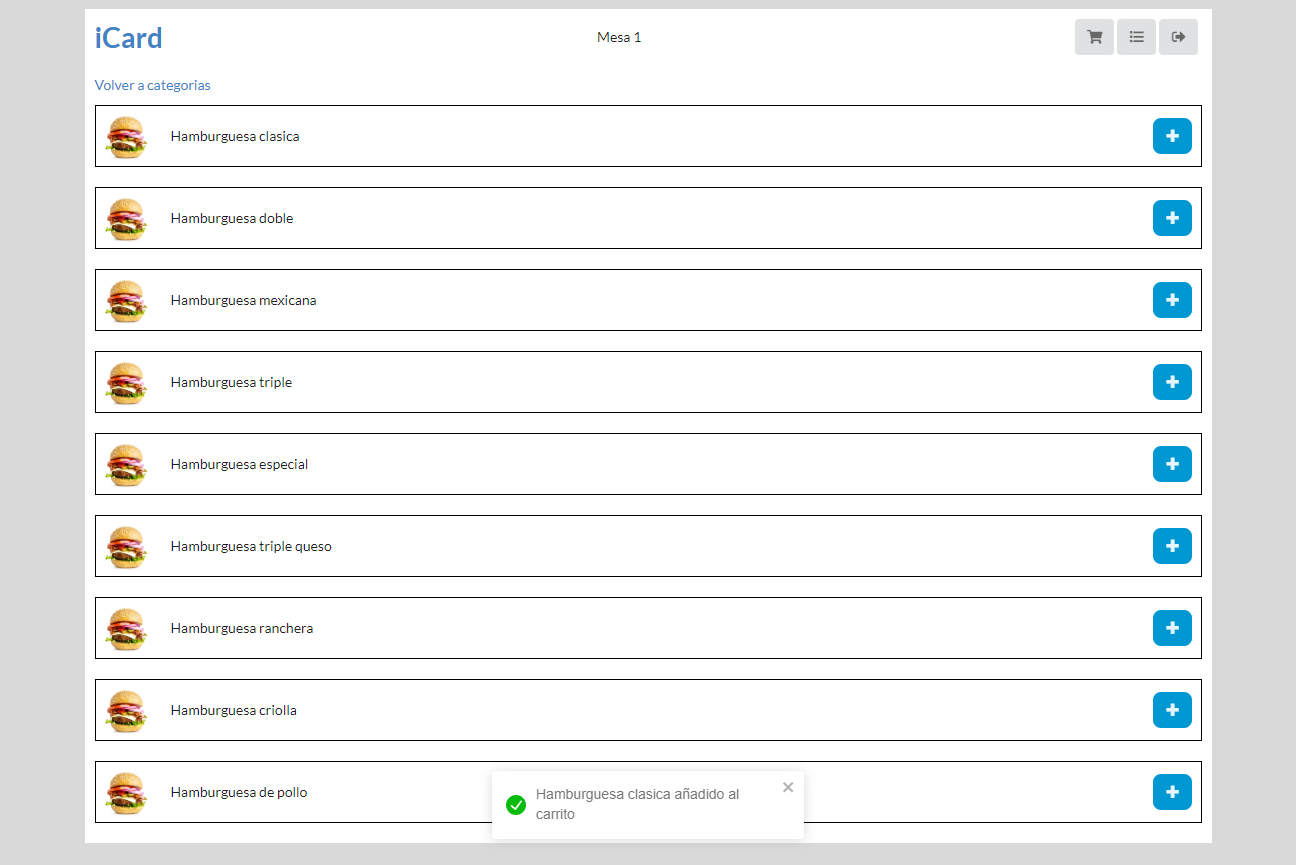 iCard
Mesa 1
Volver a categorias
Hamburguesa clasica
Hamburguesa doble
Hamburguesa mexicana
Hamburguesa triple
Hamburguesa especial
Hamburguesa triple queso
Hamburguesa ranchera
Hamburguesa criolla
Hamburguesa de pollo
Hamburguesa clasica añadido al
carrito